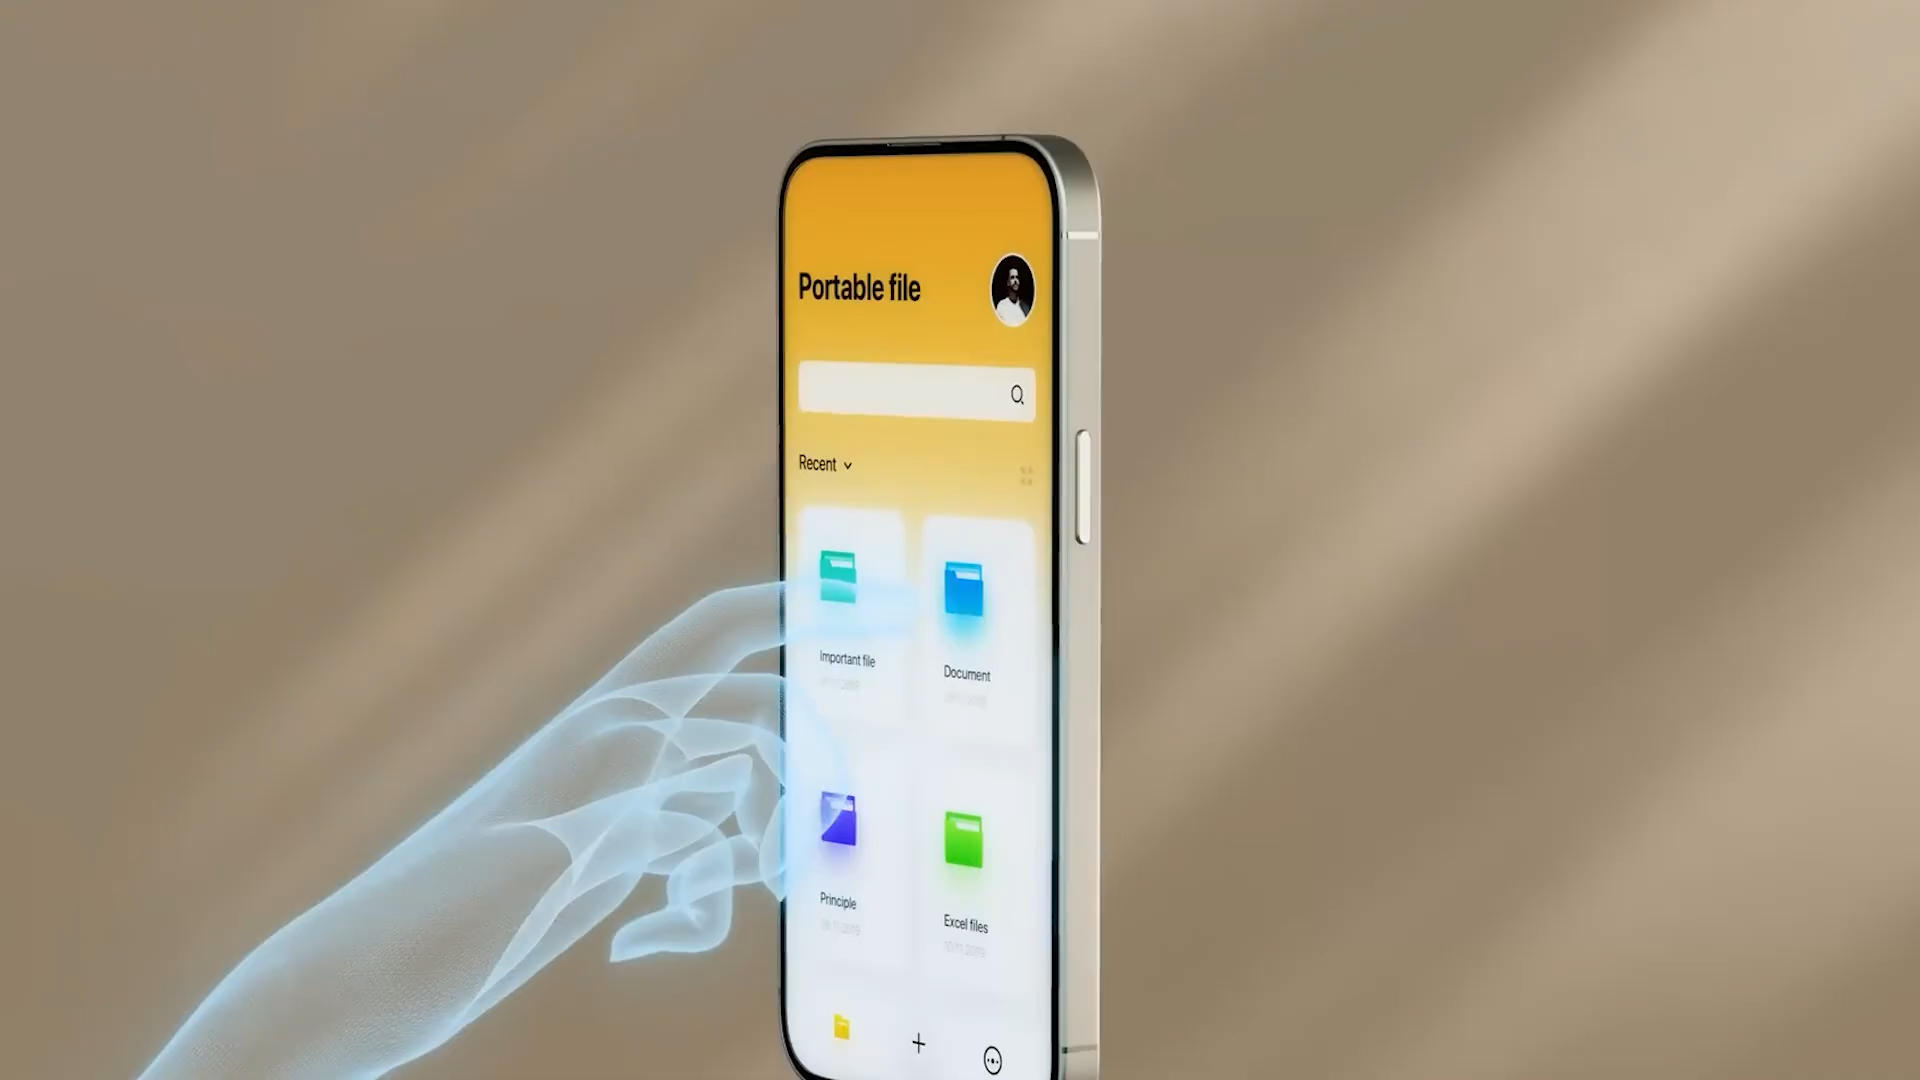 Portable file
Recent
Important file
Document
Principle
Excel files